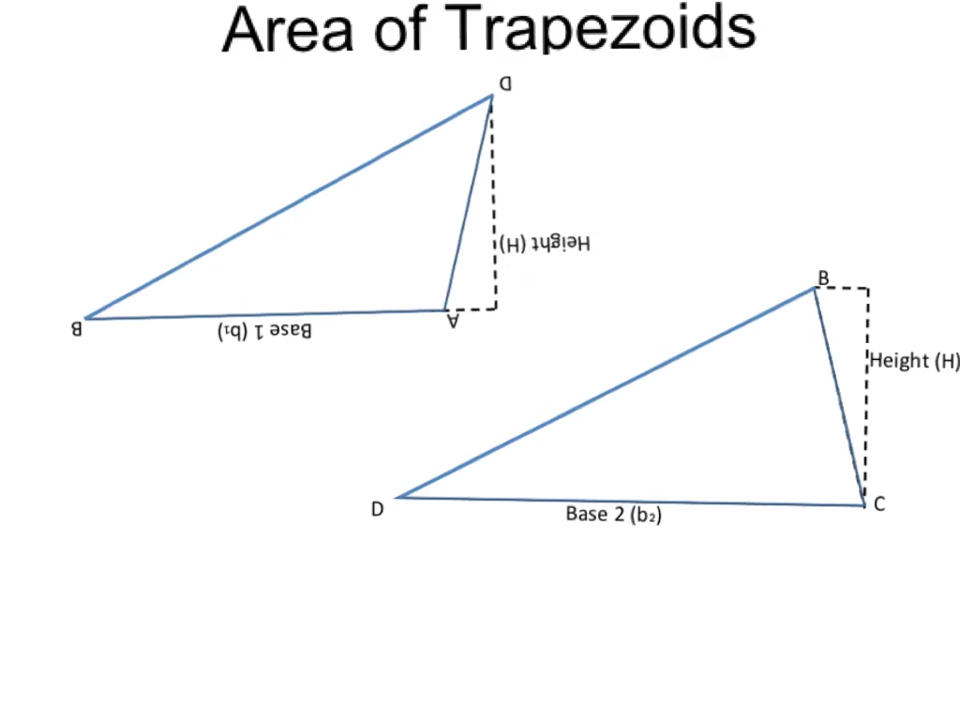 Area of Trapezoids
D
Height (H)
B
A
Base 1 (b1)
B
Height (H)
D
C
Base 2 (b2)